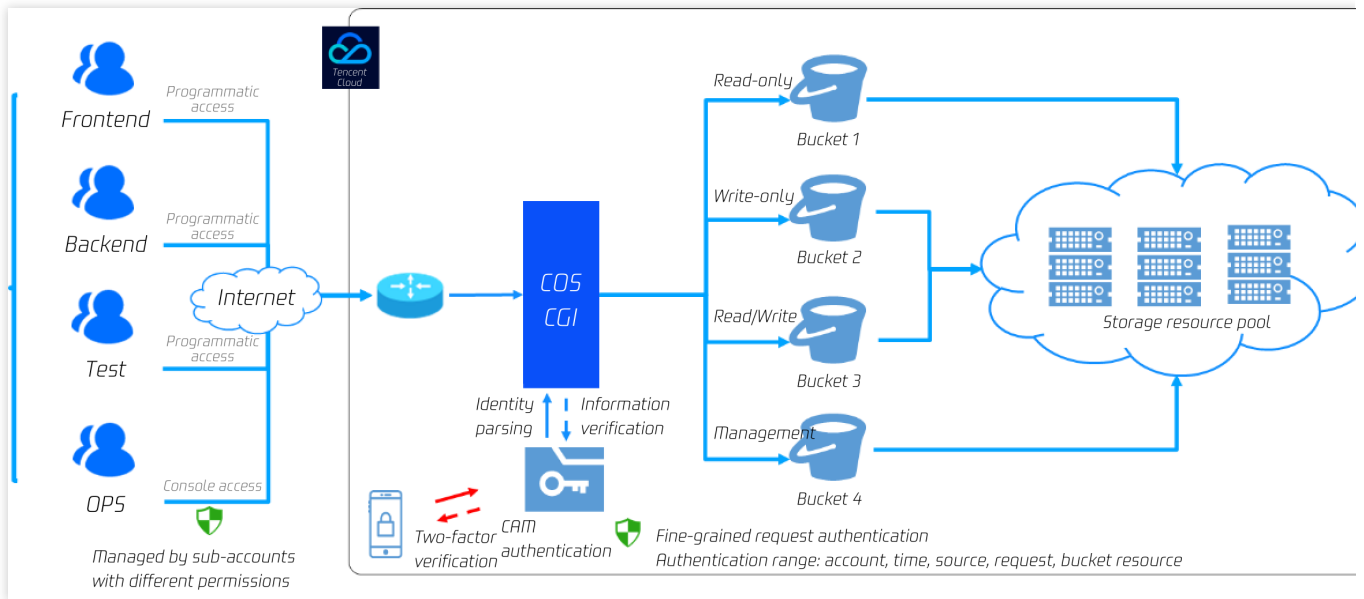 Programmatic
access
Frontend
Programmatic
access
Backend
Internet
Programmatic
access
Test
Console access
OPS
Managed by sub-accounts
with different permissions
Tencent
Cloud
COS
CGI
Identity
parsing
Information
verification
Two-factor
verification
CAM
authentication
Fine-grained request authentication
Authentication range: account, time, source, request, bucket resource
Read-only
Bucket 1
Write-only
Bucket 2
Read/Write
Bucket 3
Management
Bucket 4
Storage resource pool